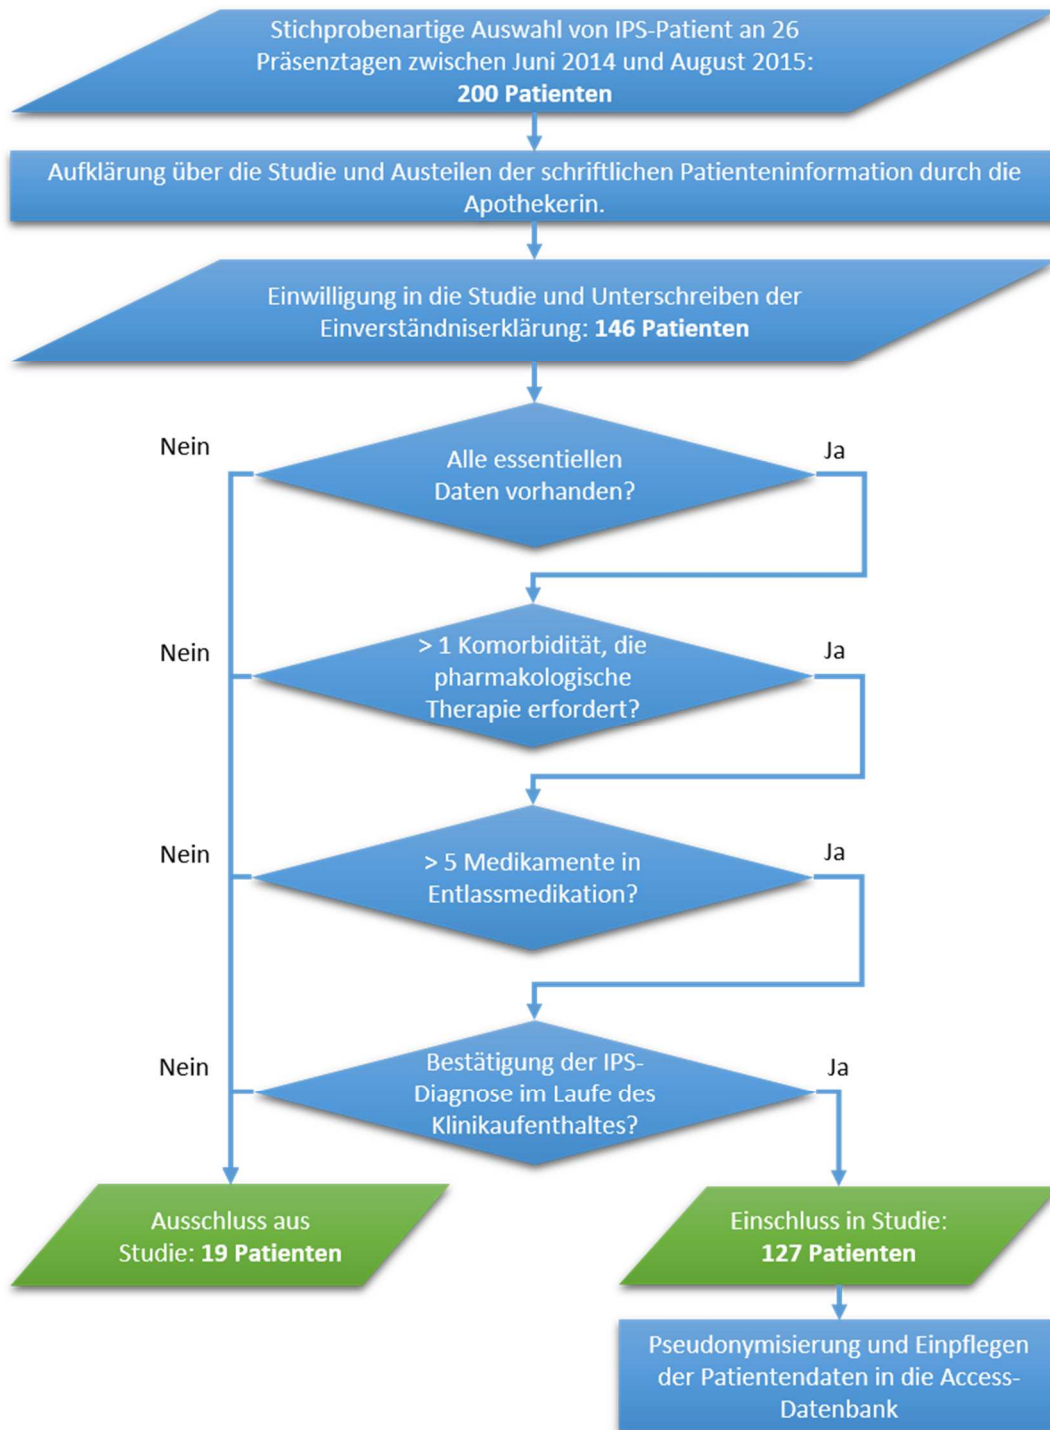 Stichprobenartige Auswahl von IPS-Patient an 26
Präsenztagen zwischen Juni 2014 und August 2015:
200 Patienten
Aufklärung über die Studie und Austeilen der schriftlichen Patienteninformation durch die
Apothekerin.
Einwilligung in die Studie und Unterschreiben der
Einverständniserklärung: 146 Patienten
Nein
Ja
Alle essentiellen
Daten vorhanden?
Nein
Ja
> 1 Komorbidität, die
pharmakologische
Therapie erfordert?
Nein
Ja
> 5 Medikamente in
Entlassmedikation?
Nein
Ja
Bestätigung der IPS-
Diagnose im Laufe des
Klinikaufenthaltes?
Ausschluss aus
Studie: 19 Patienten
Einschluss in Studie:
127 Patienten
Pseudonymisierung und Einpflegen
der Patientendaten in die Access-
Datenbank